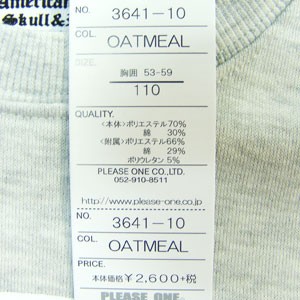 American
Skull &
NO. 3641-10
COL. OATMEAL
SIZE.
胸囲 53-59
110
QUALITY.
<本体>ポリエステル70%
綿 30%
<附属>ポリエステル66%
綿 29%
ポリウレタン 5%
PLEASE ONE CO.,LTD.
052-910-8511
http://www.please-one.co.jp/
NO. 3641-10
COL. OATMEAL
PRICE.
本体価格 ¥2,600+税
PLEASE ONE